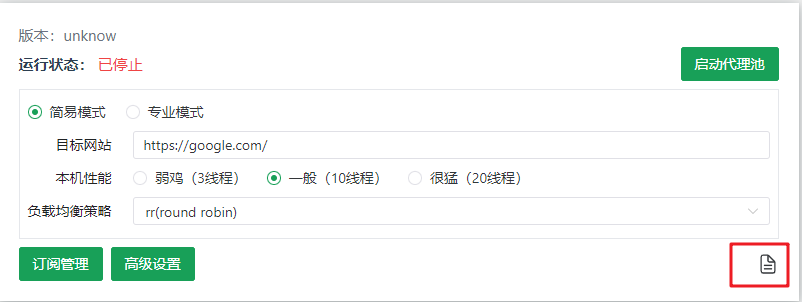 版本：unknow
运行状态： 已停止
启动代理池
简易模式 专业模式
目标网站 https://google.com/
本机性能 弱鸡（3线程） 一般（10线程） 很猛（20线程）
负载均衡策略 rr(round robin)
订阅管理 高级设置